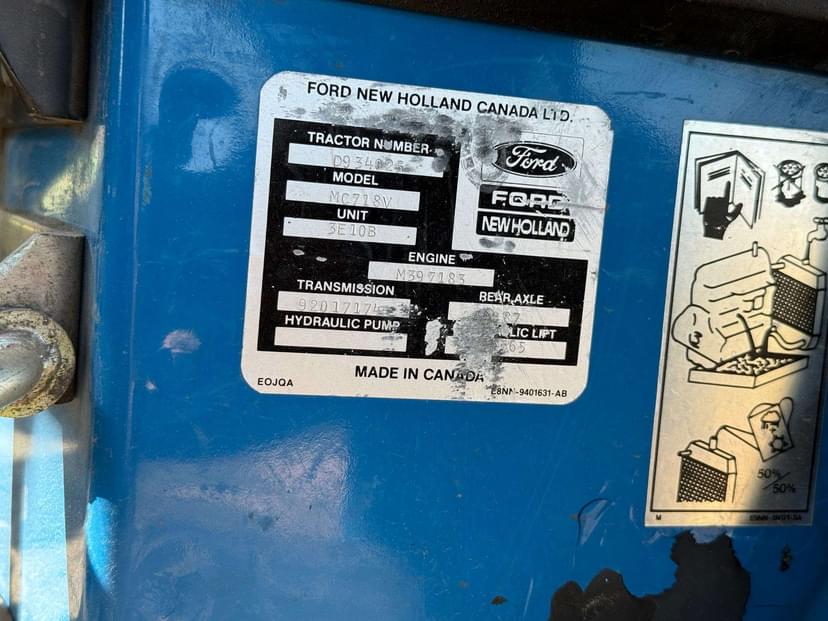 FORD NEW HOLLAND CANADA LTD.
TRACTOR NUMBER
MODEL
MC718V
UNIT
3E10B
Ford
FORD
NEW HOLLAND
ENGINE
M397183
TRANSMISSION
REAR AXLE
HYDRAULIC PUMP
LIFT
MADE IN CANADA
EOJQA
E8NN-9401631-AB
50%
50%
M